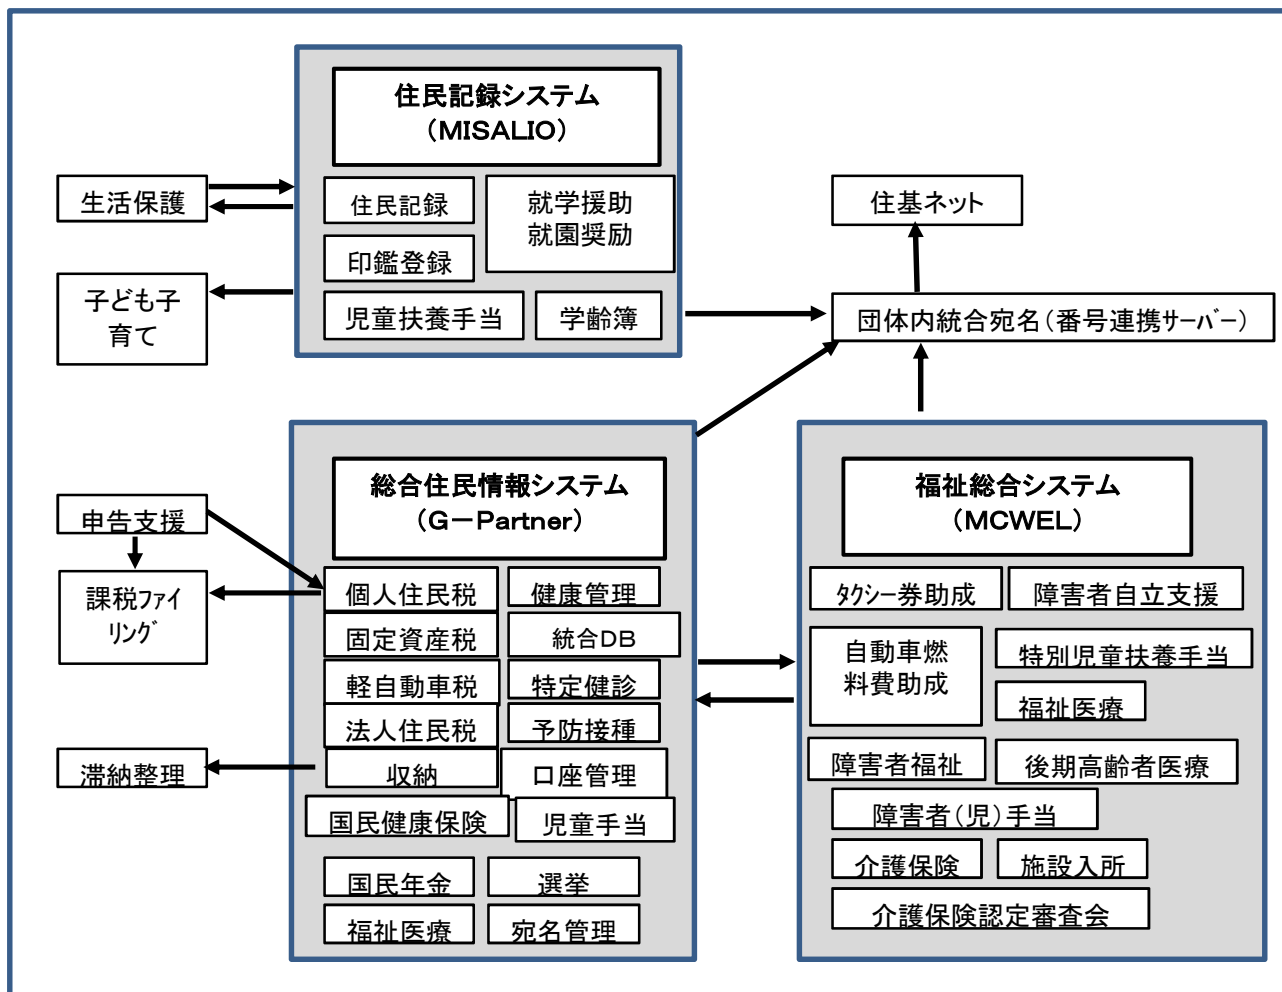 住民記録システム
（MISALIO）
住民記録
就学援助
就園奨励
印鑑登録
児童扶養手当
学齢簿
生活保護
子ども子
育て
住基ネット
団体内統合宛名（番号連携サーバー）
総合住民情報システム
（G－Partner）
個人住民税
健康管理
固定資産税
統合DB
軽自動車税
特定健診
法人住民税
予防接種
収納
口座管理
国民健康保険
児童手当
国民年金
選挙
福祉医療
宛名管理
申告支援
課税ファイ
リング
滞納整理
福祉総合システム
（MCWEL）
タクシー券助成
障害者自立支援
自動車燃
料費助成
特別児童扶養手当
福祉医療
障害者福祉
後期高齢者医療
障害者（児）手当
介護保険
施設入所
介護保険認定審査会